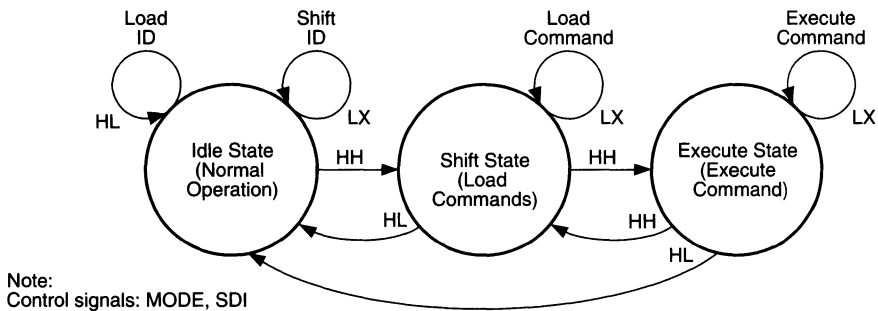 Load
ID
Shift
ID
Load
Command
Execute
Command
HL
LX
LX
LX
Idle State
(Normal
Operation)
HH
Shift State
(Load
Commands)
HH
Execute State
(Execute
Command)
HL
HH
HL
Note:
Control signals: MODE, SDI